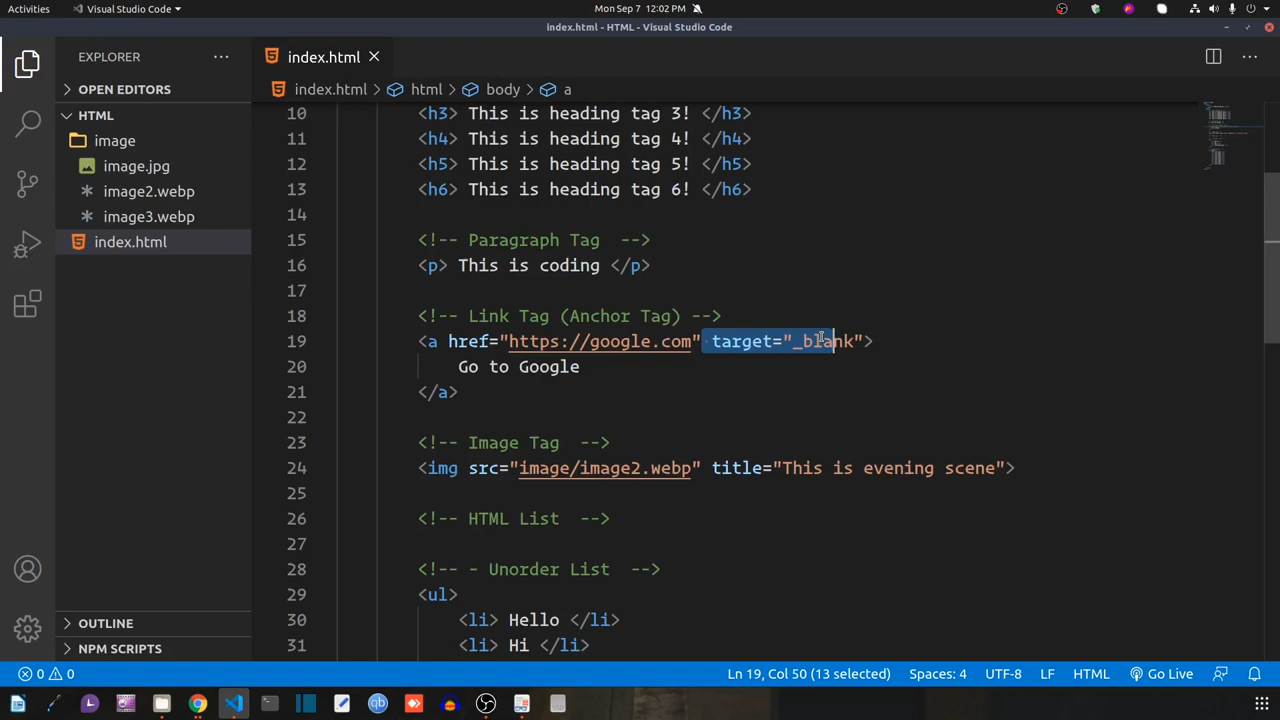 Activities
Visual Studio Code
Mon Sep 7 12:02 PM
index.html - HTML - Visual Studio Code
EXPLORER
index.html
OPEN EDITORS
index.html
html
body
a
HTML
image
image.jpg
image2.webp
image3.webp
index.html
10 <h3> This is heading tag 3! </h3>
11 <h4> This is heading tag 4! </h4>
12 <h5> This is heading tag 5! </h5>
13 <h6> This is heading tag 6! </h6>
14
15 <!-- Paragraph Tag -->
16 <p> This is coding </p>
17
18 <!-- Link Tag (Anchor Tag) -->
19 <a href="https://google.com" target="_blank">
20 Go to Google
21 </a>
22
23 <!-- Image Tag -->
24 <img src="image/image2.webp" title="This is evening scene">
25
26 <!-- HTML List -->
27
28 <!-- - Unorder List -->
29 <ul>
30 <li> Hello </li>
31 <li> Hi </li>
OUTLINE
NPM SCRIPTS
0 0
Ln 19, Col 50 (13 selected)
Spaces: 4
UTF-8
LF
HTML
Go Live
qb